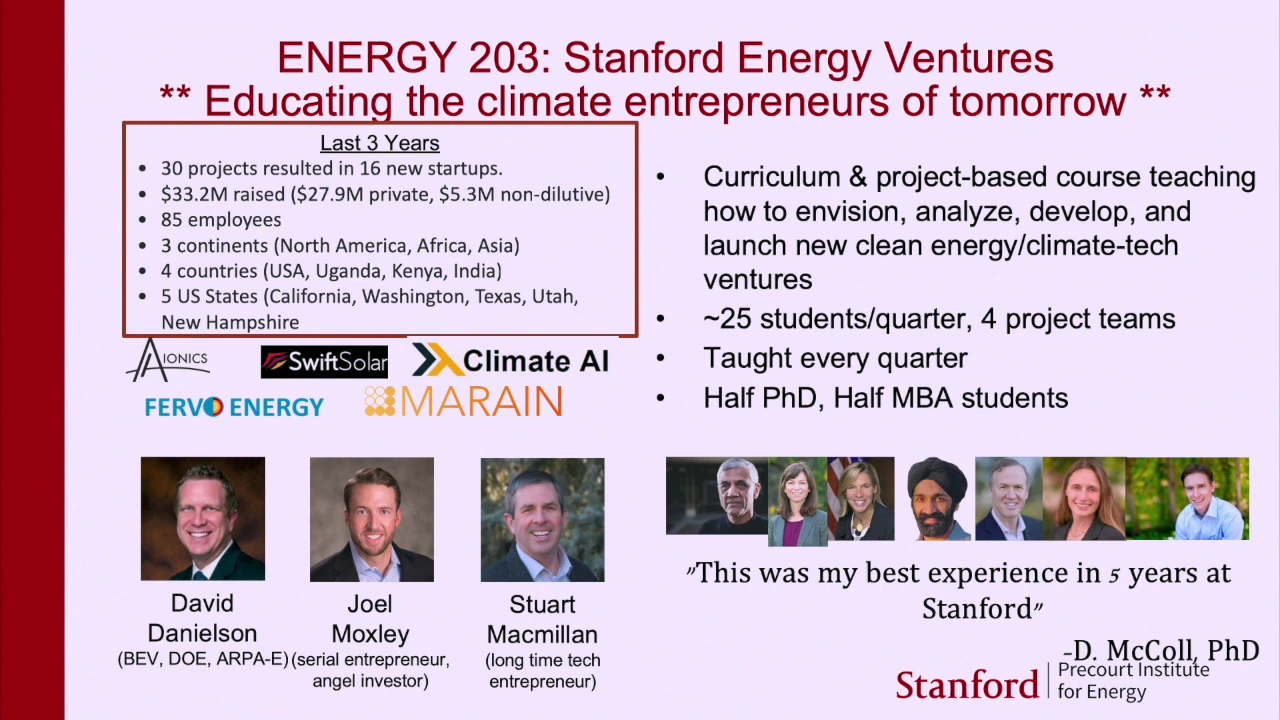 ENERGY 203: Stanford Energy Ventures
** Educating the climate entrepreneurs of tomorrow **
Last 3 Years
• 30 projects resulted in 16 new startups.
• $33.2M raised ($27.9M private, $5.3M non-dilutive)
• 85 employees
• 3 continents (North America, Africa, Asia)
• 4 countries (USA, Uganda, Kenya, India)
• 5 US States (California, Washington, Texas, Utah,
New Hampshire
AIONICS
SwiftSolar
Climate AI
FERVO ENERGY
MARAIN
• Curriculum & project-based course teaching
how to envision, analyze, develop, and
launch new clean energy/climate-tech
ventures
• ~25 students/quarter, 4 project teams
• Taught every quarter
• Half PhD, Half MBA students
David
Danielson
(BEV, DOE, ARPA-E)
Joel
Moxley
(serial entrepreneur,
angel investor)
Stuart
Macmillan
(long time tech
entrepreneur)
"This was my best experience in 5 years at
Stanford"
-D. McColl, PhD
Stanford
Precourt Institute
for Energy